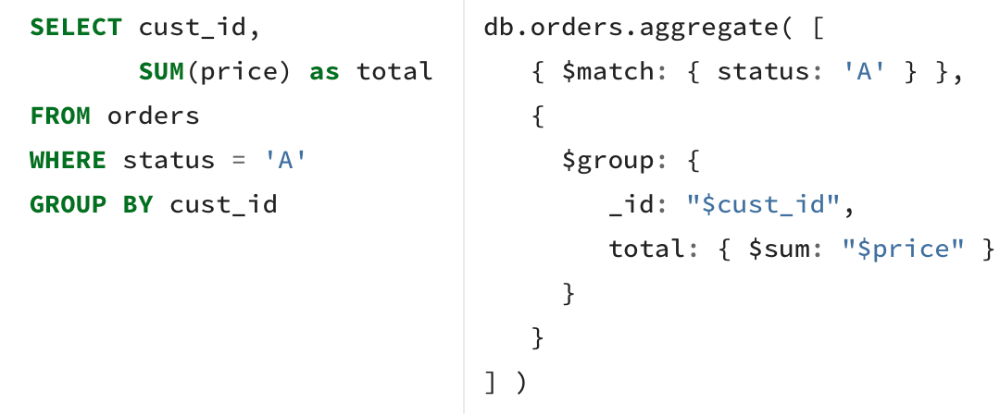 SELECT cust_id,
       SUM(price) as total
FROM orders
WHERE status = 'A'
GROUP BY cust_id
db.orders.aggregate( [
   { $match: { status: 'A' } },
   {
     $group: {
        _id: "$cust_id",
        total: { $sum: "$price" }
     }
   }
] )